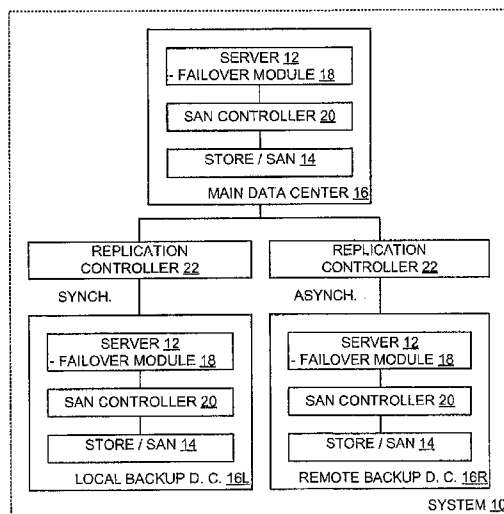 SERVER 12
- FAILOVER MODULE 18
SAN CONTROLLER 20
STORE / SAN 14
MAIN DATA CENTER 16
REPLICATION
CONTROLLER 22
SYNCH.
REPLICATION
CONTROLLER 22
ASYNCH.
SERVER 12
- FAILOVER MODULE 18
SAN CONTROLLER 20
STORE / SAN 14
LOCAL BACKUP D. C. 16L
SERVER 12
- FAILOVER MODULE 18
SAN CONTROLLER 20
STORE / SAN 14
REMOTE BACKUP D. C. 16R
SYSTEM 10